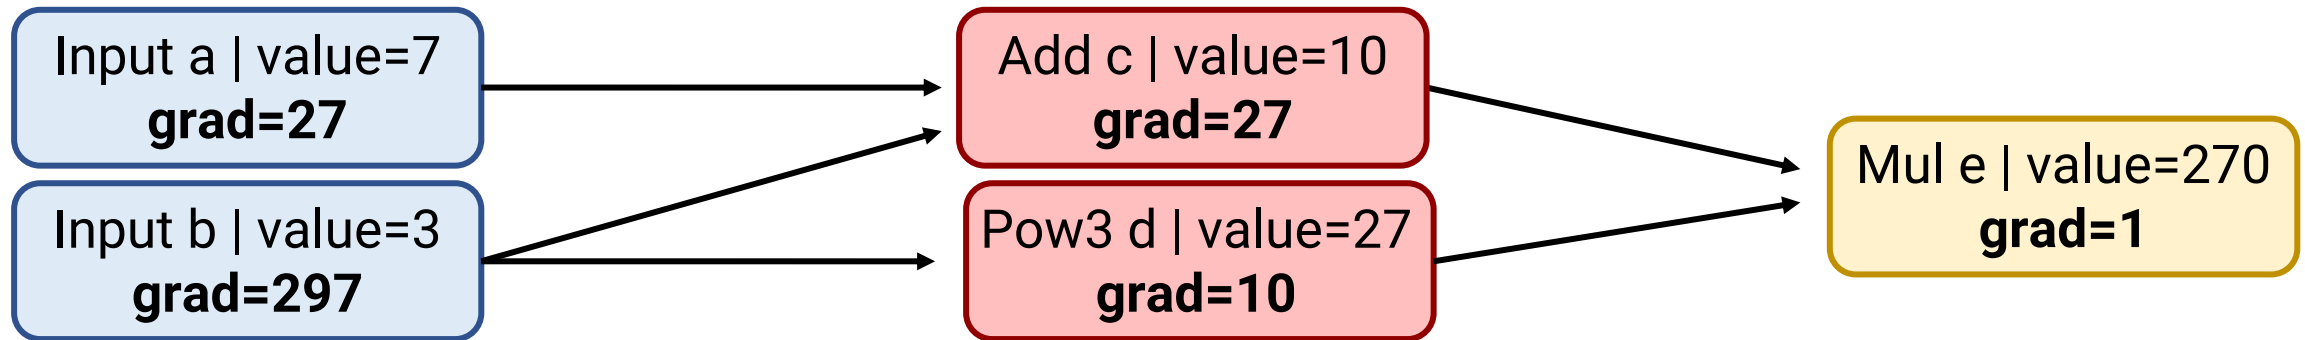 Input a | value=7
grad=27
Input b | value=3
grad=297
Add c | value=10
grad=27
Pow3 d | value=27
grad=10
Mul e | value=270
grad=1